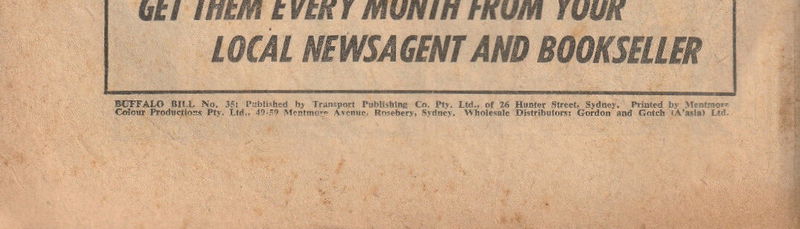 GET THEM EVERY MONTH FROM YOUR
LOCAL NEWSAGENT AND BOOKSELLER
BUFFALO BILL No. 35: Published by Transport Publishing Co. Pty. Ltd., of 26 Hunter Street, Sydney. Printed by Mentmore
Colour Productions Pty. Ltd., 49-59 Mentmore Avenue, Rosebery, Sydney. Wholesale Distributors: Gordon and Gotch (A'asia) Ltd.